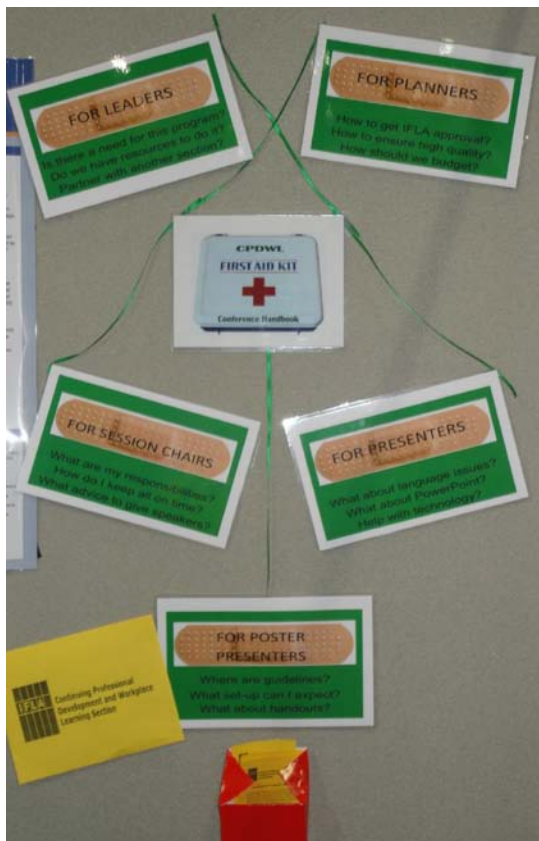 FOR LEADERS
Is there a need for this program?
Do we have resources to do it?
Partner with another section?
FOR PLANNERS
How to get IFLA approval?
How to ensure high quality?
How should we budget?
CPDWL
FIRST AID KIT
Conference Handbook
FOR SESSION CHAIRS
What are my responsibilities?
How do I keep all on time?
What advice to give speakers?
FOR PRESENTERS
What about language issues?
What about PowerPoint?
Help with technology?
FOR POSTER
PRESENTERS
Where are guidelines?
What set-up can I expect?
What about handouts?
IFLA
Continuing Professional
Development and Workplace
Learning Section